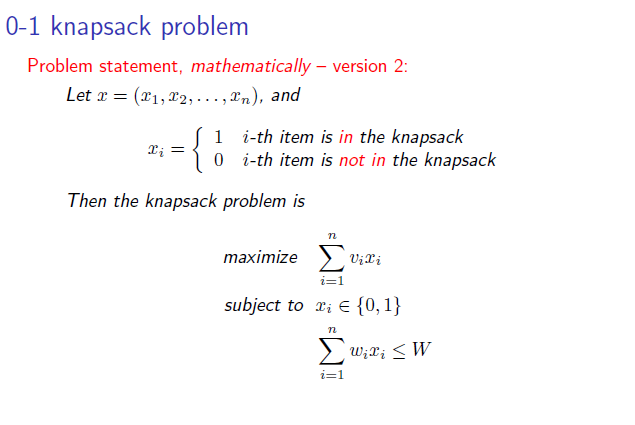 0-1 knapsack problem
Problem statement, mathematically – version 2:
Let x = (x₁, x₂, . . . , xₙ), and
xᵢ = { 1 i-th item is in the knapsack
0 i-th item is not in the knapsack
Then the knapsack problem is
maximize ∑ᵢ₌₁ⁿ vᵢxᵢ
subject to xᵢ ∈ {0, 1}
∑ᵢ₌₁ⁿ wᵢxᵢ ≤ W